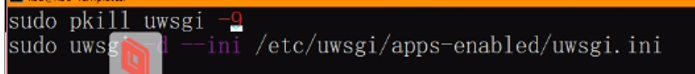 sudo pkill uwsgi -9
sudo uwsgi -d --ini /etc/uwsgi/apps-enabled/uwsgi.ini